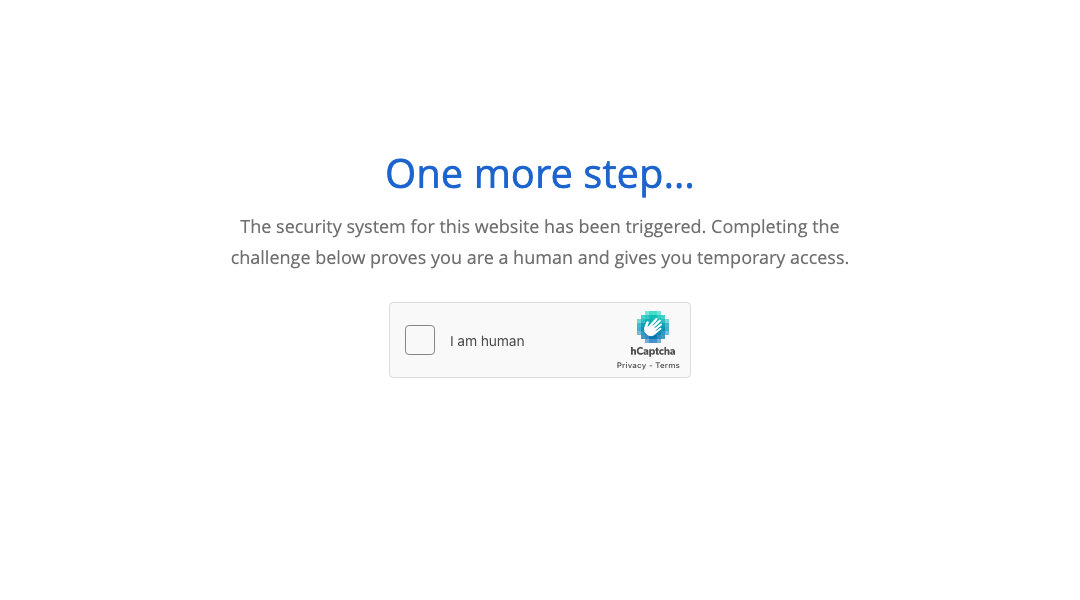 One more step...
The security system for this website has been triggered. Completing the
challenge below proves you are a human and gives you temporary access.
I am human
hCaptcha
Privacy - Terms